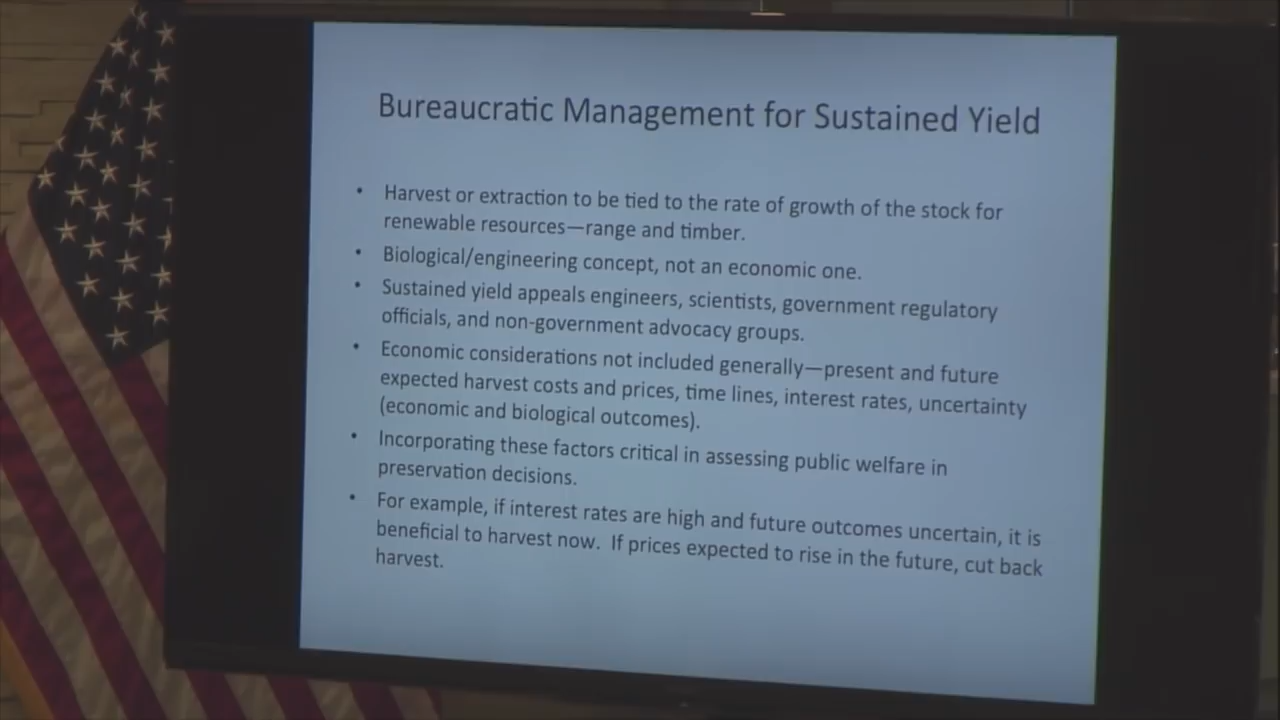 Bureaucratic Management for Sustained Yield
• Harvest or extraction to be tied to the rate of growth of the stock for
renewable resources—range and timber.
• Biological/engineering concept, not an economic one.
• Sustained yield appeals engineers, scientists, government regulatory
officials, and non-government advocacy groups.
• Economic considerations not included generally—present and future
expected harvest costs and prices, time lines, interest rates, uncertainty
(economic and biological outcomes).
• Incorporating these factors critical in assessing public welfare in
preservation decisions.
• For example, if interest rates are high and future outcomes uncertain, it is
beneficial to harvest now.  If prices expected to rise in the future, cut back
harvest.